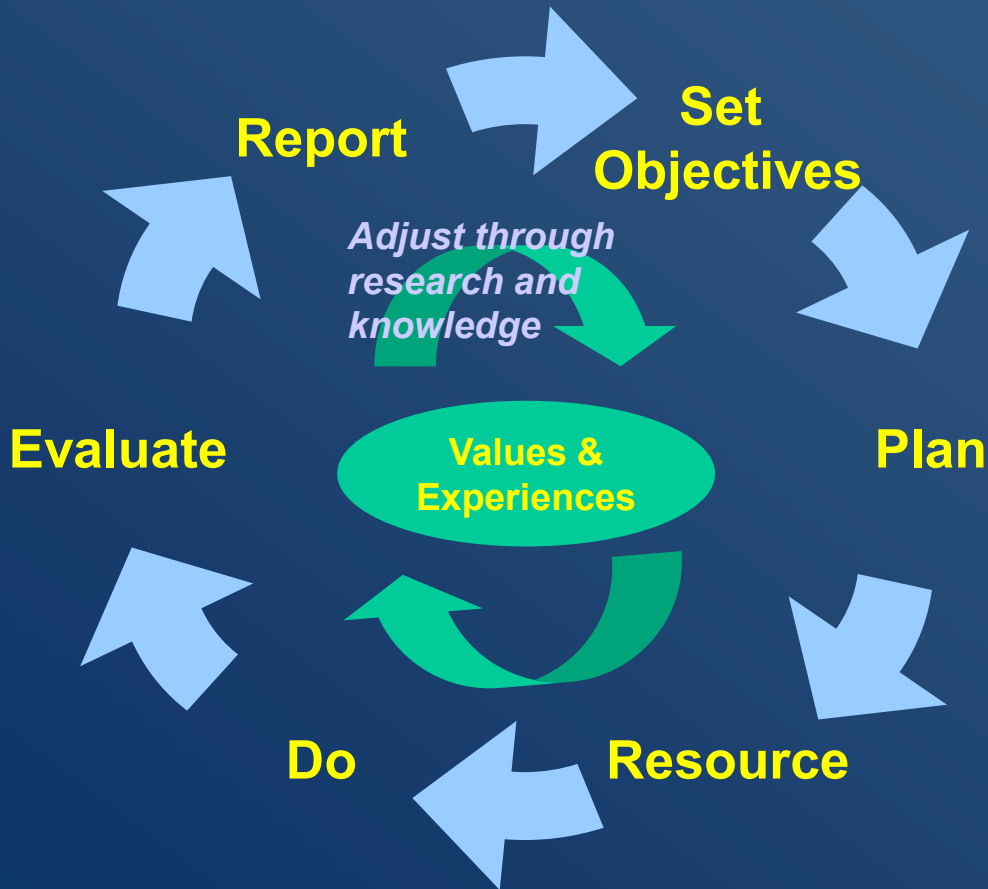 Report
Set
Objectives
Adjust through
research and
knowledge
Evaluate
Values &
Experiences
Plan
Do
Resource